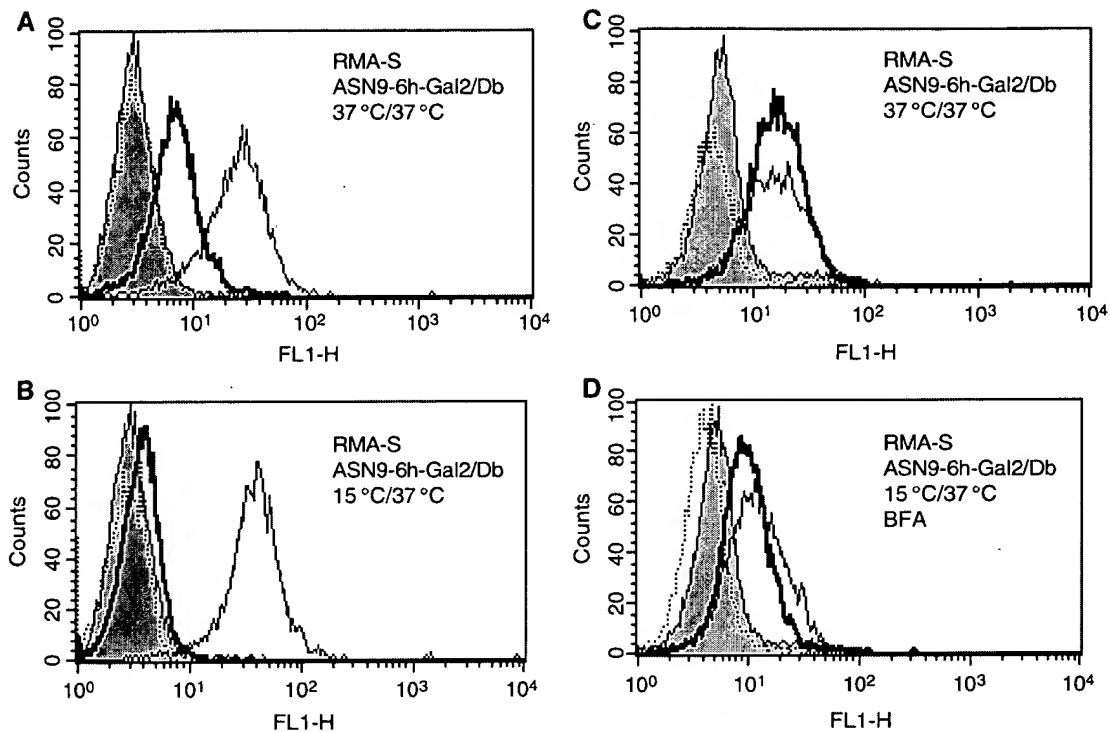 A
100
80
60
40
20
0
Counts
RMA-S
ASN9-6h-Gal2/Db
37 °C/37 °C
10⁰ 10¹ 10² 10³ 10⁴
FL1-H
C
100
80
60
40
20
0
Counts
RMA-S
ASN9-6h-Gal2/Db
37 °C/37 °C
10⁰ 10¹ 10² 10³ 10⁴
FL1-H
B
100
80
60
40
20
0
Counts
RMA-S
ASN9-6h-Gal2/Db
15 °C/37 °C
10⁰ 10¹ 10² 10³ 10⁴
FL1-H
D
100
80
60
40
20
0
Counts
RMA-S
ASN9-6h-Gal2/Db
15 °C/37 °C
BFA
10⁰ 10¹ 10² 10³ 10⁴
FL1-H